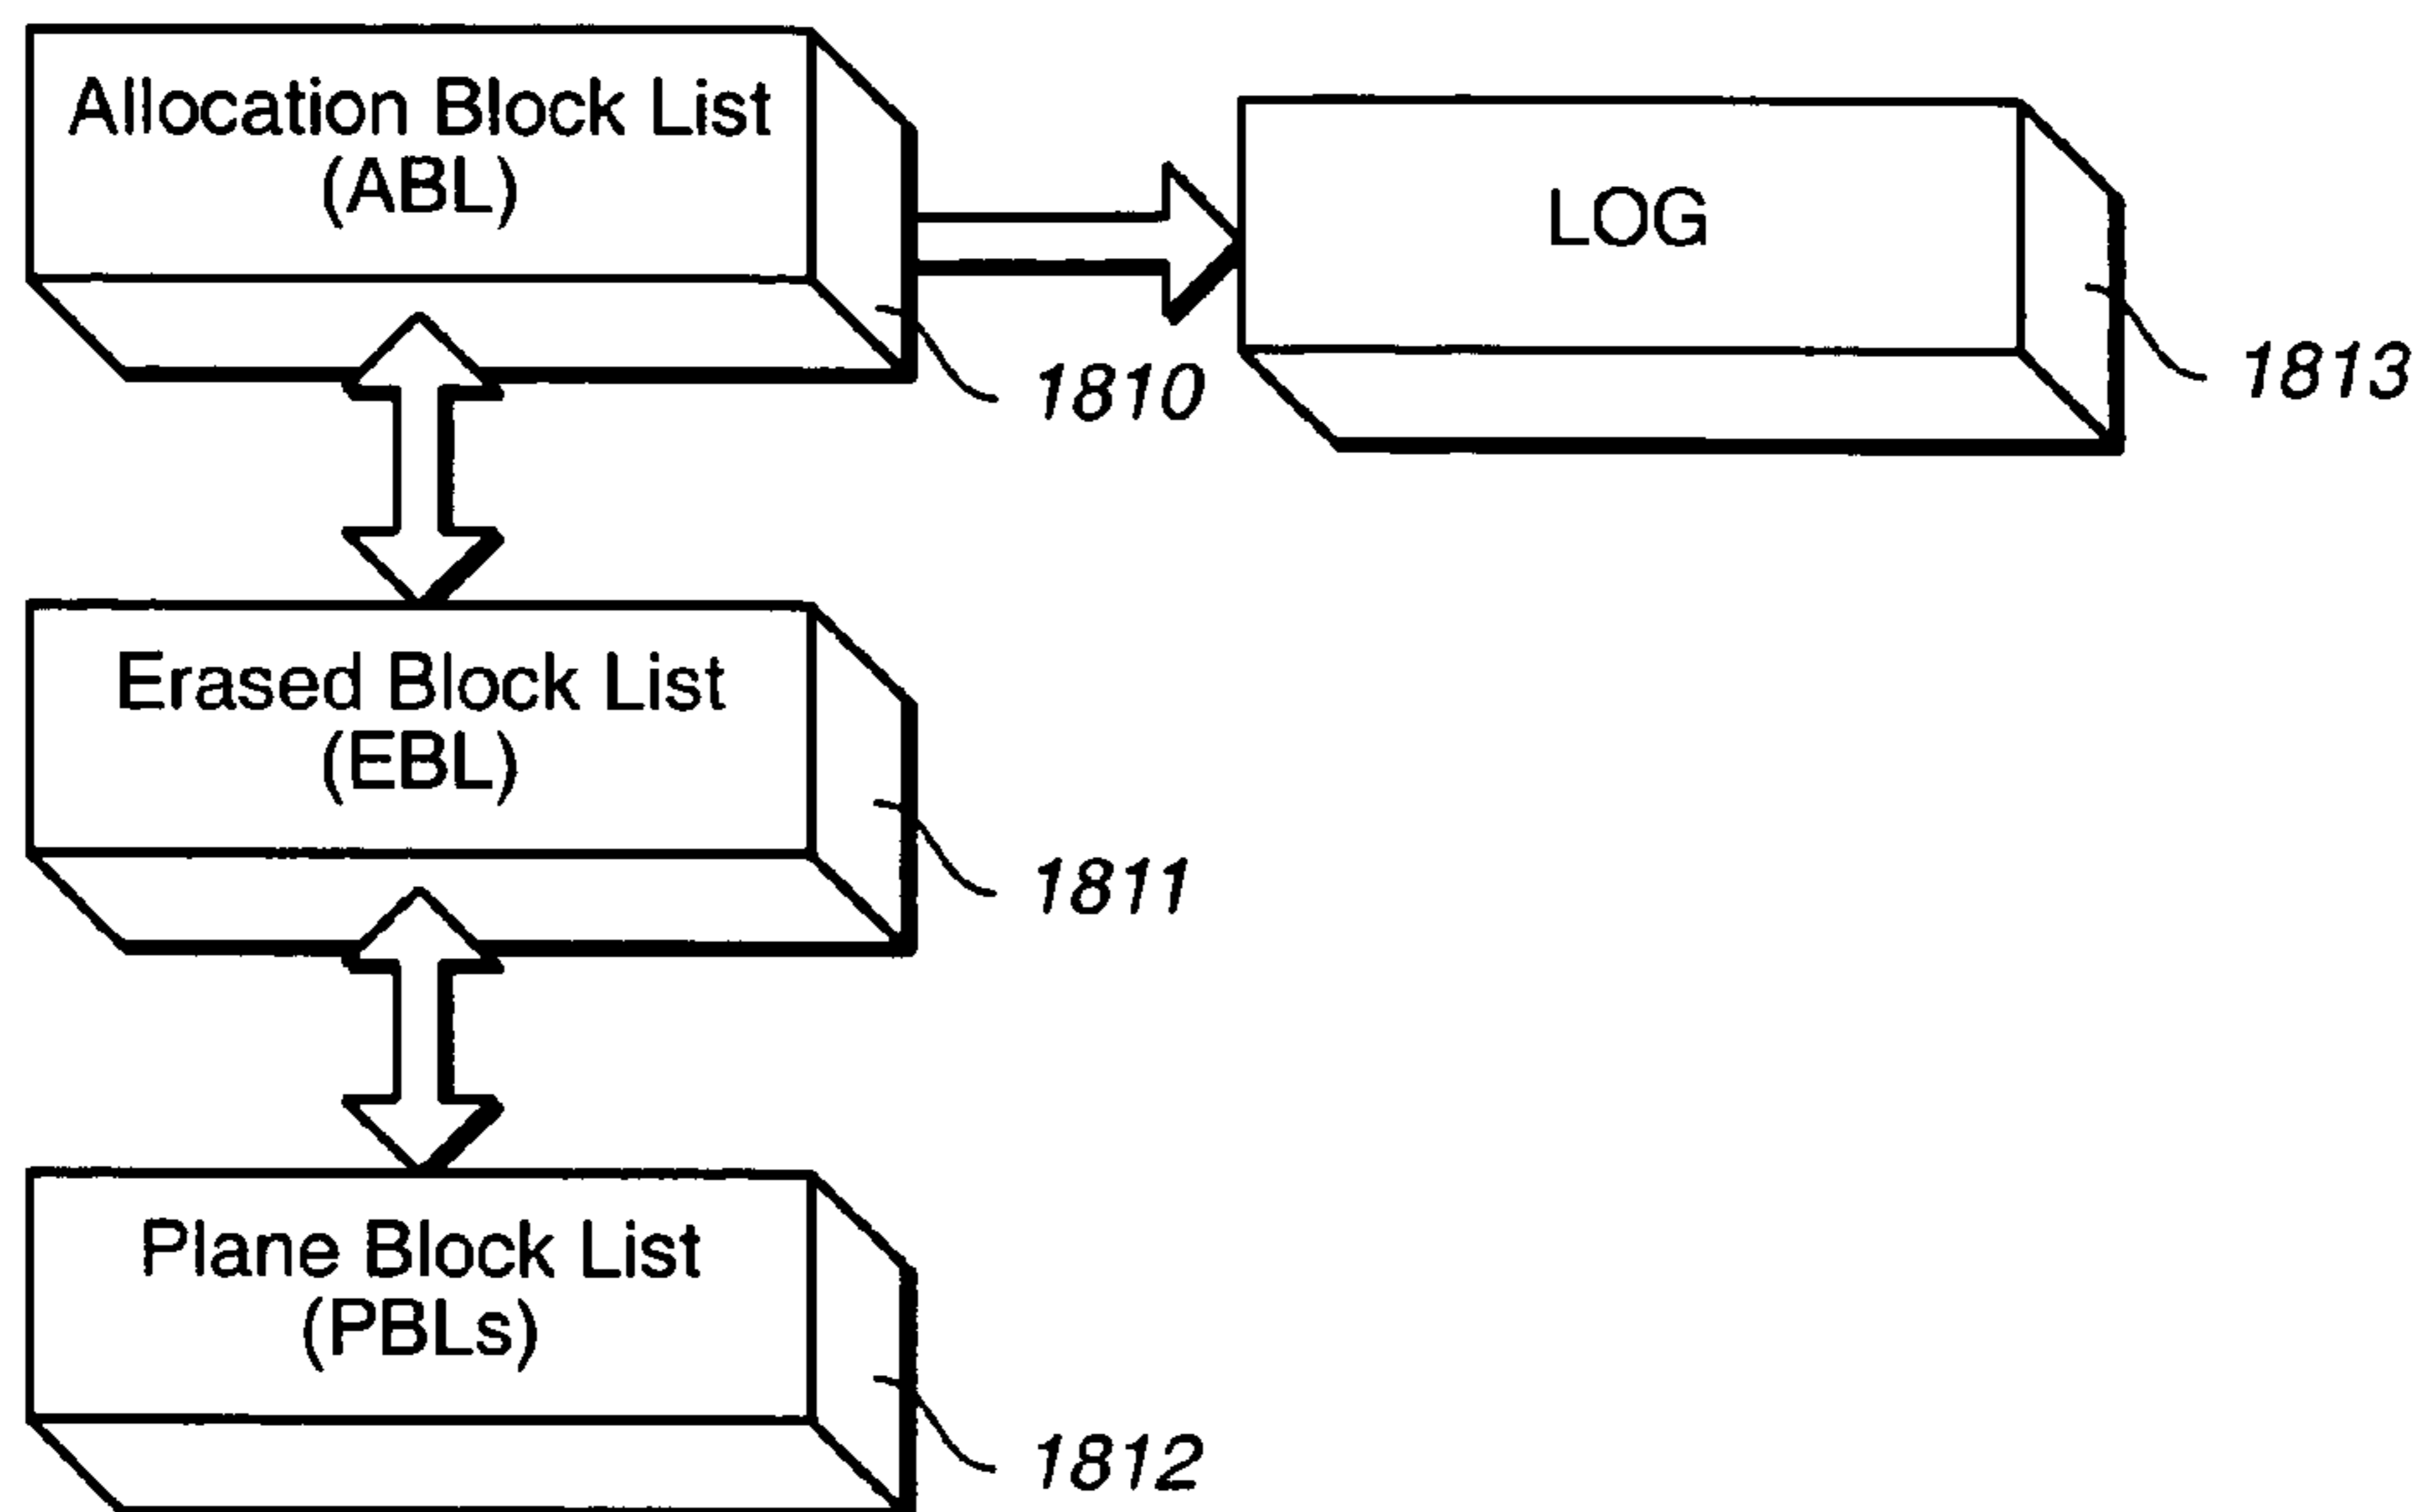 Allocation Block List
(ABL)
LOG
1810
1813
Erased Block List
(EBL)
1811
Plane Block List
(PBLs)
1812